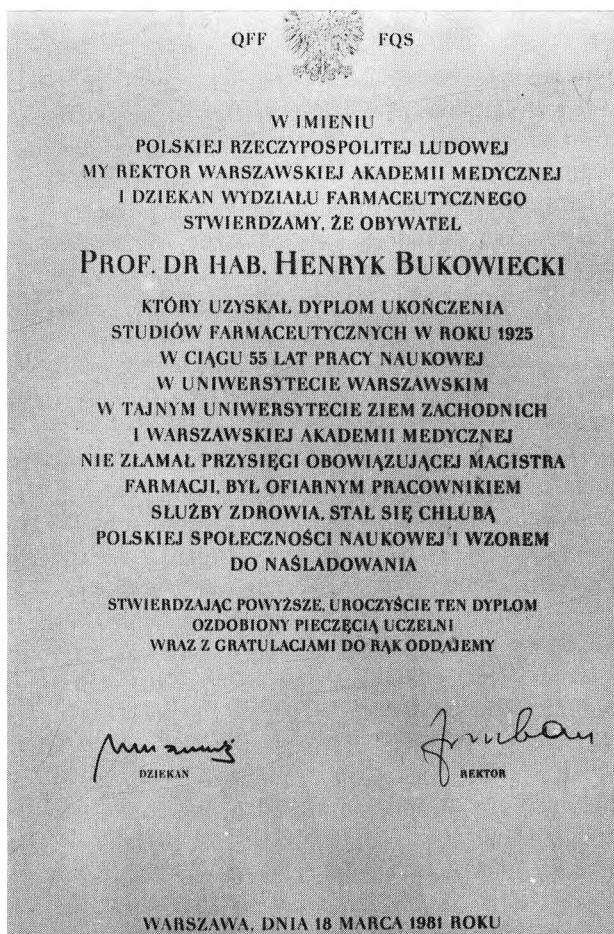 QFF FQS
W IMIENIU
POLSKIEJ RZECZYPOSPOLITEJ LUDOWEJ
MY REKTOR WARSZAWSKIEJ AKADEMII MEDYCZNEJ
I DZIEKAN WYDZIAŁU FARMACEUTYCZNEGO
STWIERDZAMY, ŻE OBYWATEL
PROF. DR HAB. HENRYK BUKOWIECKI
KTÓRY UZYSKAŁ DYPLOM UKOŃCZENIA
STUDIÓW FARMACEUTYCZNYCH W ROKU 1925
W CIĄGU 55 LAT PRACY NAUKOWEJ
W UNIWERSYTECIE WARSZAWSKIM
W TAJNYM UNIWERSYTECIE ZIEM ZACHODNICH
I WARSZAWSKIEJ AKADEMII MEDYCZNEJ
NIE ZŁAMAŁ PRZYSIĘGI OBOWIĄZUJĄCEJ MAGISTRA
FARMACJI, BYŁ OFIARNYM PRACOWNIKIEM
SŁUŻBY ZDROWIA, STAŁ SIĘ CHLUBĄ
POLSKIEJ SPOŁECZNOŚCI NAUKOWEJ I WZOREM
DO NAŚLADOWANIA
STWIERDZAJĄC POWYŻSZE, UROCZYŚCIE TEN DYPLOM
OZDOBIONY PIECZĘCIĄ UCZELNI
WRAZ Z GRATULACJAMI DO RĄK ODDAJEMY
DZIEKAN REKTOR
WARSZAWA, DNIA 18 MARCA 1981 ROKU